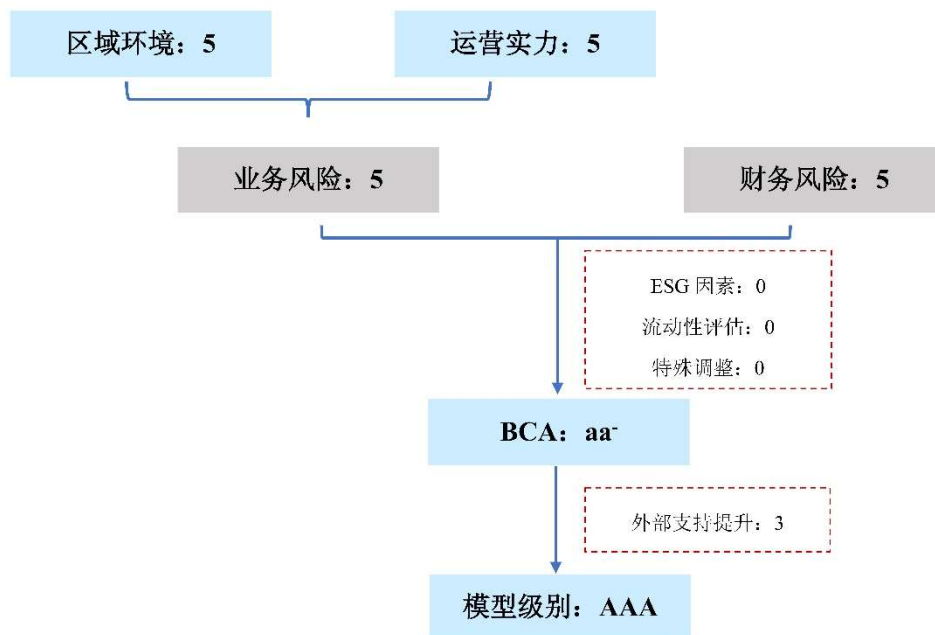 区域环境：5
运营实力：5
业务风险：5
财务风险：5
ESG 因素：0
流动性评估：0
特殊调整：0
BCA：aa⁻
外部支持提升：3
模型级别：AAA